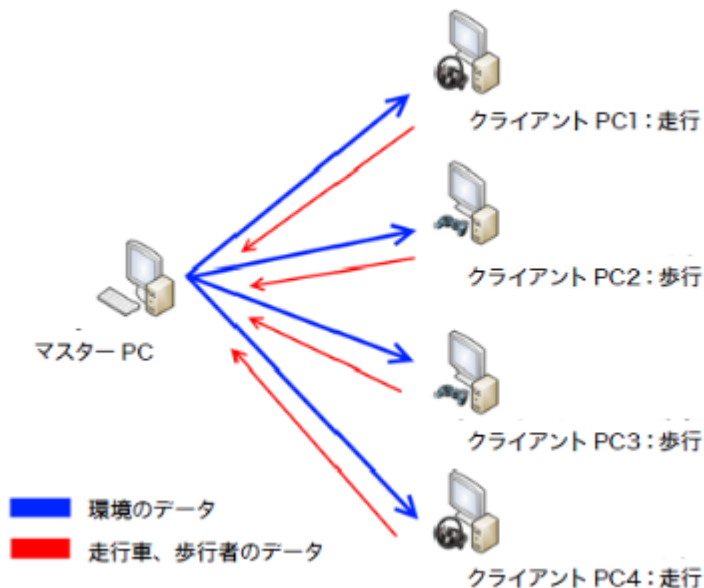 クライアント PC1：走行
クライアント PC2：歩行
マスター PC
クライアント PC3：歩行
環境のデータ
走行車、歩行者のデータ
クライアント PC4：走行